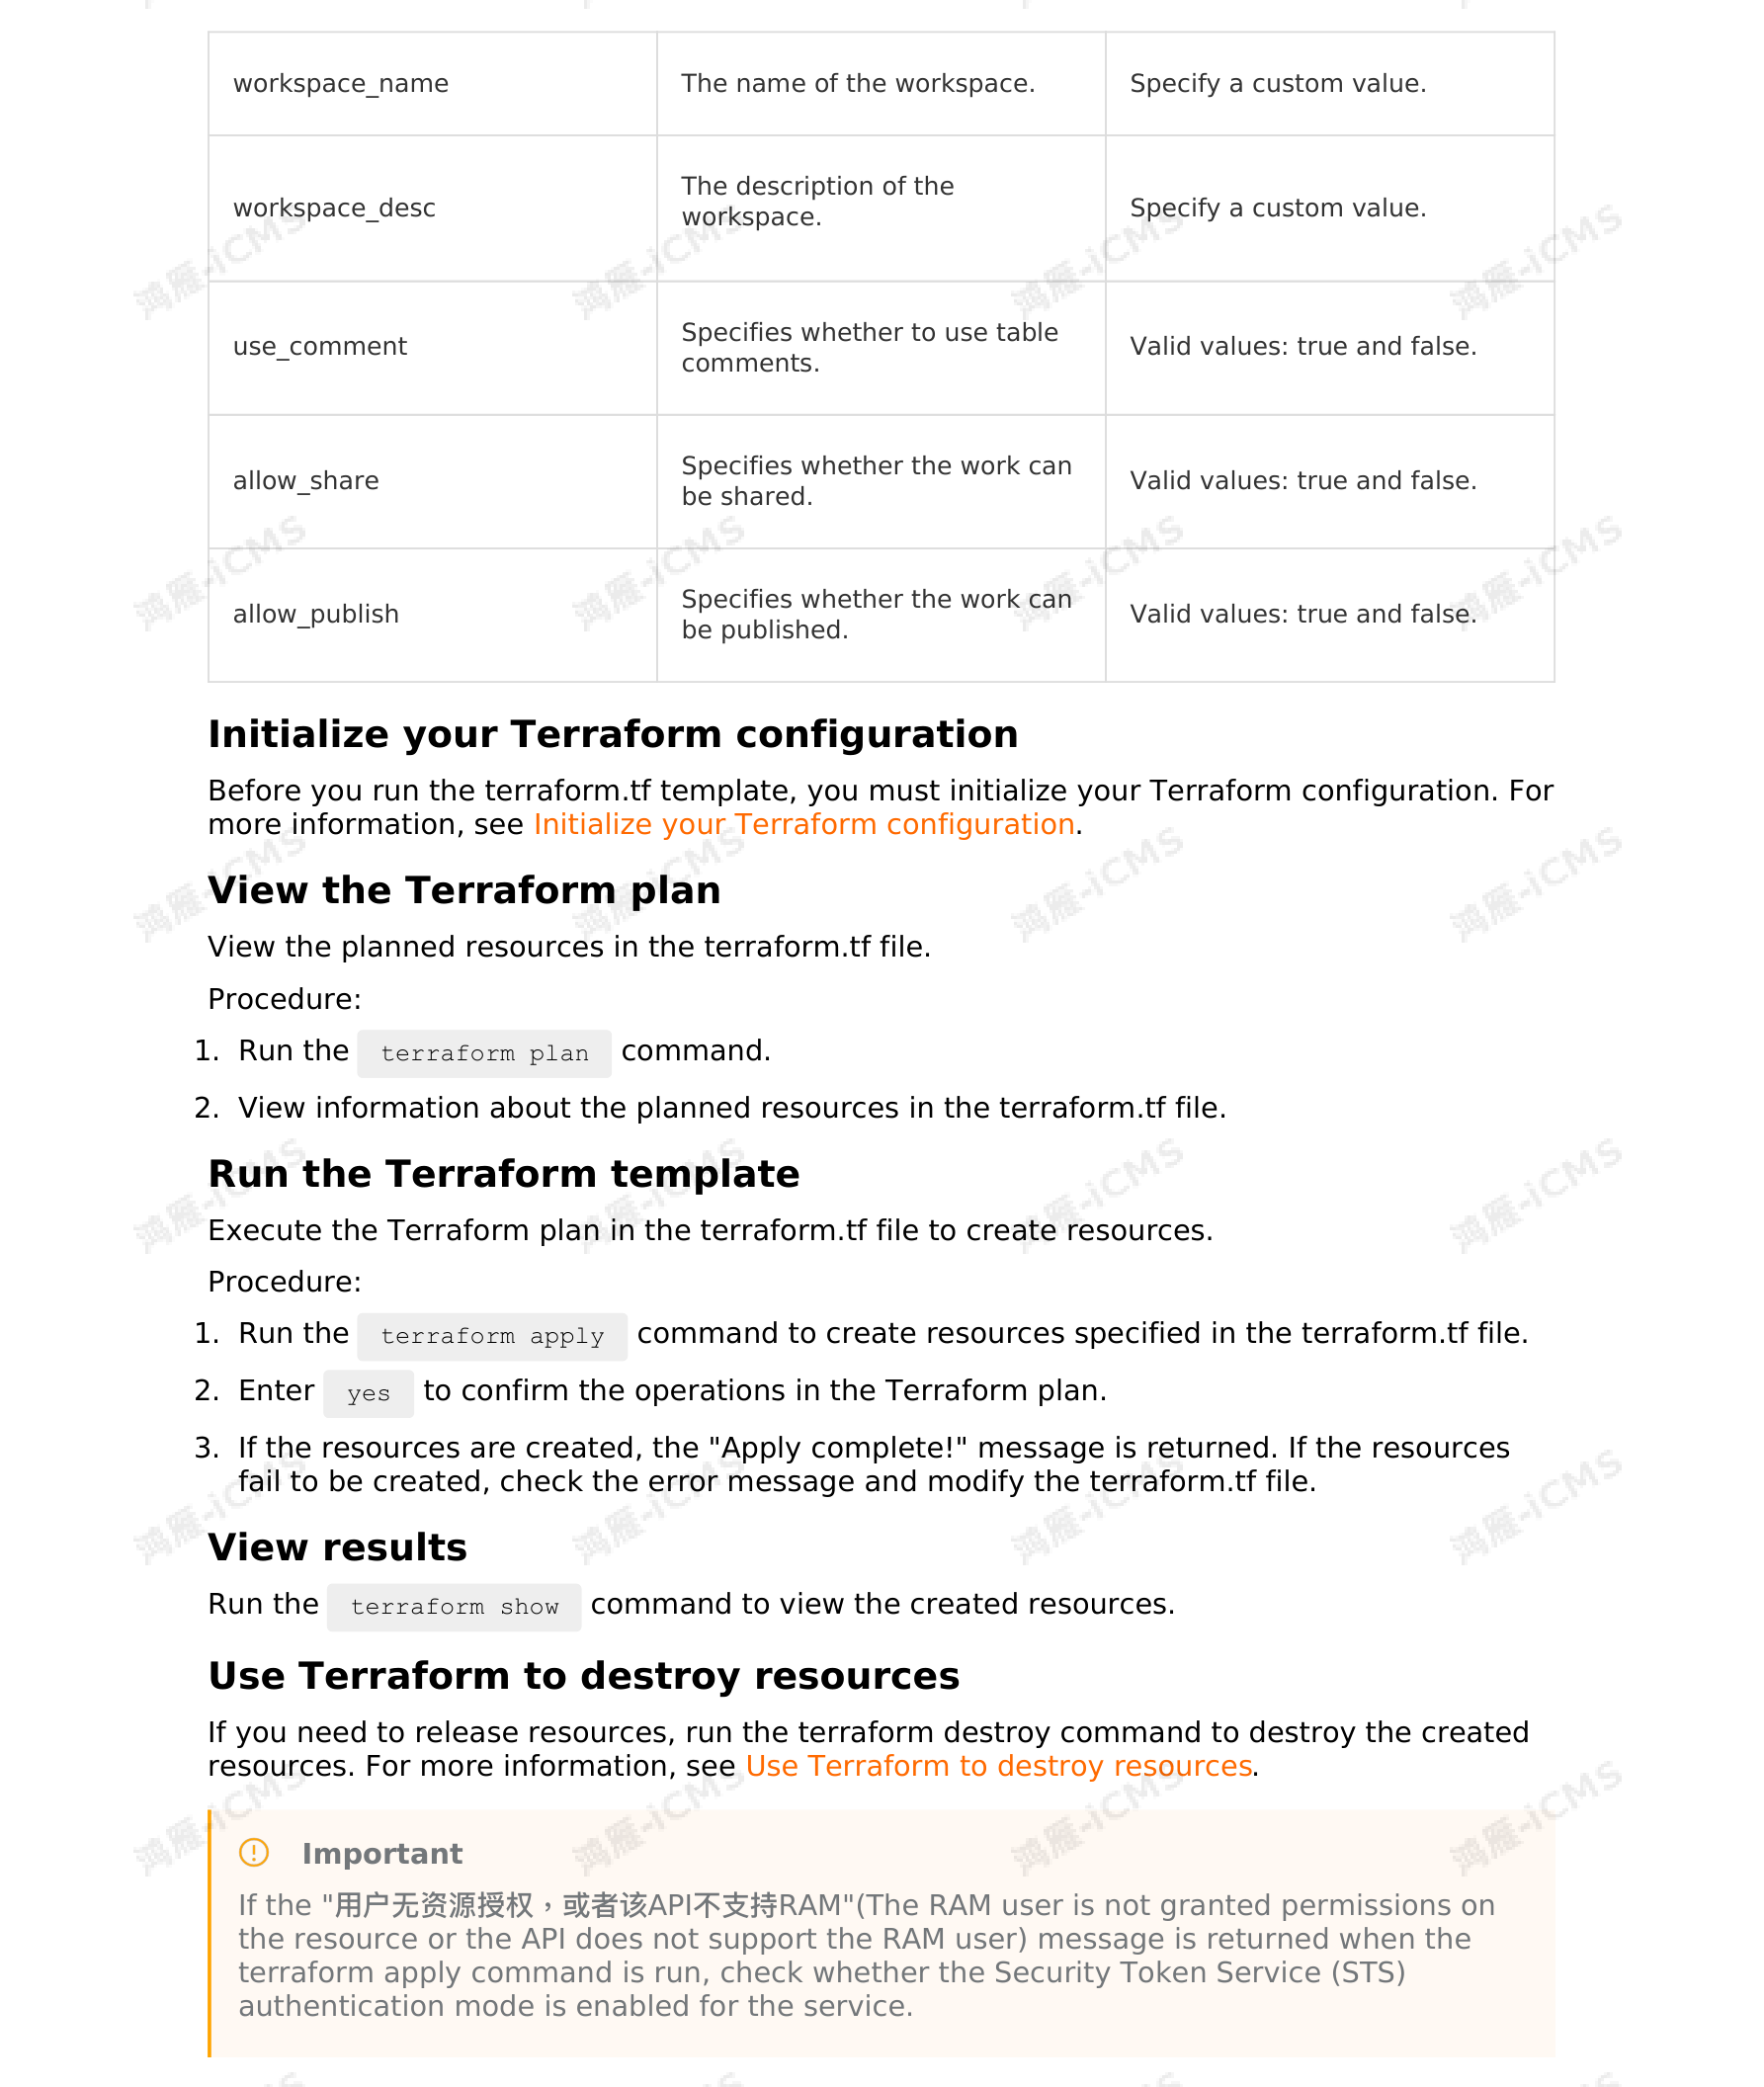 workspace_name
The name of the workspace.
Specify a custom value.
workspace_desc
The description of the
workspace.
Specify a custom value.
use_comment
Specifies whether to use table
comments.
Valid values: true and false.
allow_share
Specifies whether the work can
be shared.
Valid values: true and false.
allow_publish
Specifies whether the work can
be published.
Valid values: true and false.
Initialize your Terraform configuration
Before you run the terraform.tf template, you must initialize your Terraform configuration. For
more information, see Initialize your Terraform configuration.
View the Terraform plan
View the planned resources in the terraform.tf file.
Procedure:
1. Run the terraform plan command.
2. View information about the planned resources in the terraform.tf file.
Run the Terraform template
Execute the Terraform plan in the terraform.tf file to create resources.
Procedure:
1. Run the terraform apply command to create resources specified in the terraform.tf file.
2. Enter yes to confirm the operations in the Terraform plan.
3. If the resources are created, the "Apply complete!" message is returned. If the resources
fail to be created, check the error message and modify the terraform.tf file.
View results
Run the terraform show command to view the created resources.
Use Terraform to destroy resources
If you need to release resources, run the terraform destroy command to destroy the created
resources. For more information, see Use Terraform to destroy resources.
Important
If the "用户无资源授权，或者该API不支持RAM"(The RAM user is not granted permissions on
the resource or the API does not support the RAM user) message is returned when the
terraform apply command is run, check whether the Security Token Service (STS)
authentication mode is enabled for the service.
鸿雁-iCMS